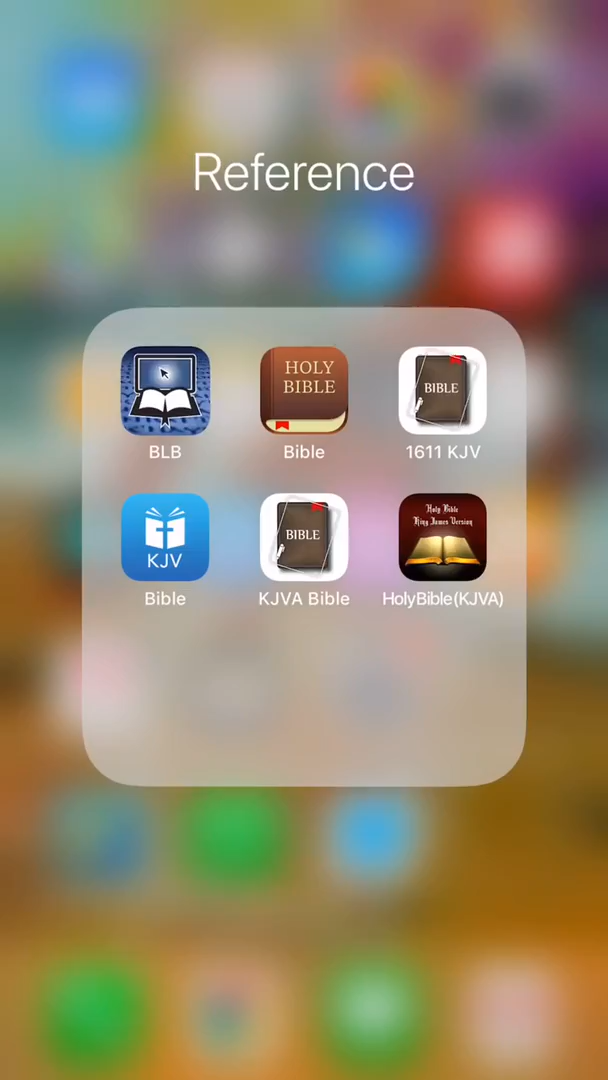 Reference
HOLY
BIBLE
BIBLE
BLB
Bible
1611 KJV
KJV
BIBLE
Holy Bible
King James Version
Bible
KJVA Bible
HolyBible(KJVA)